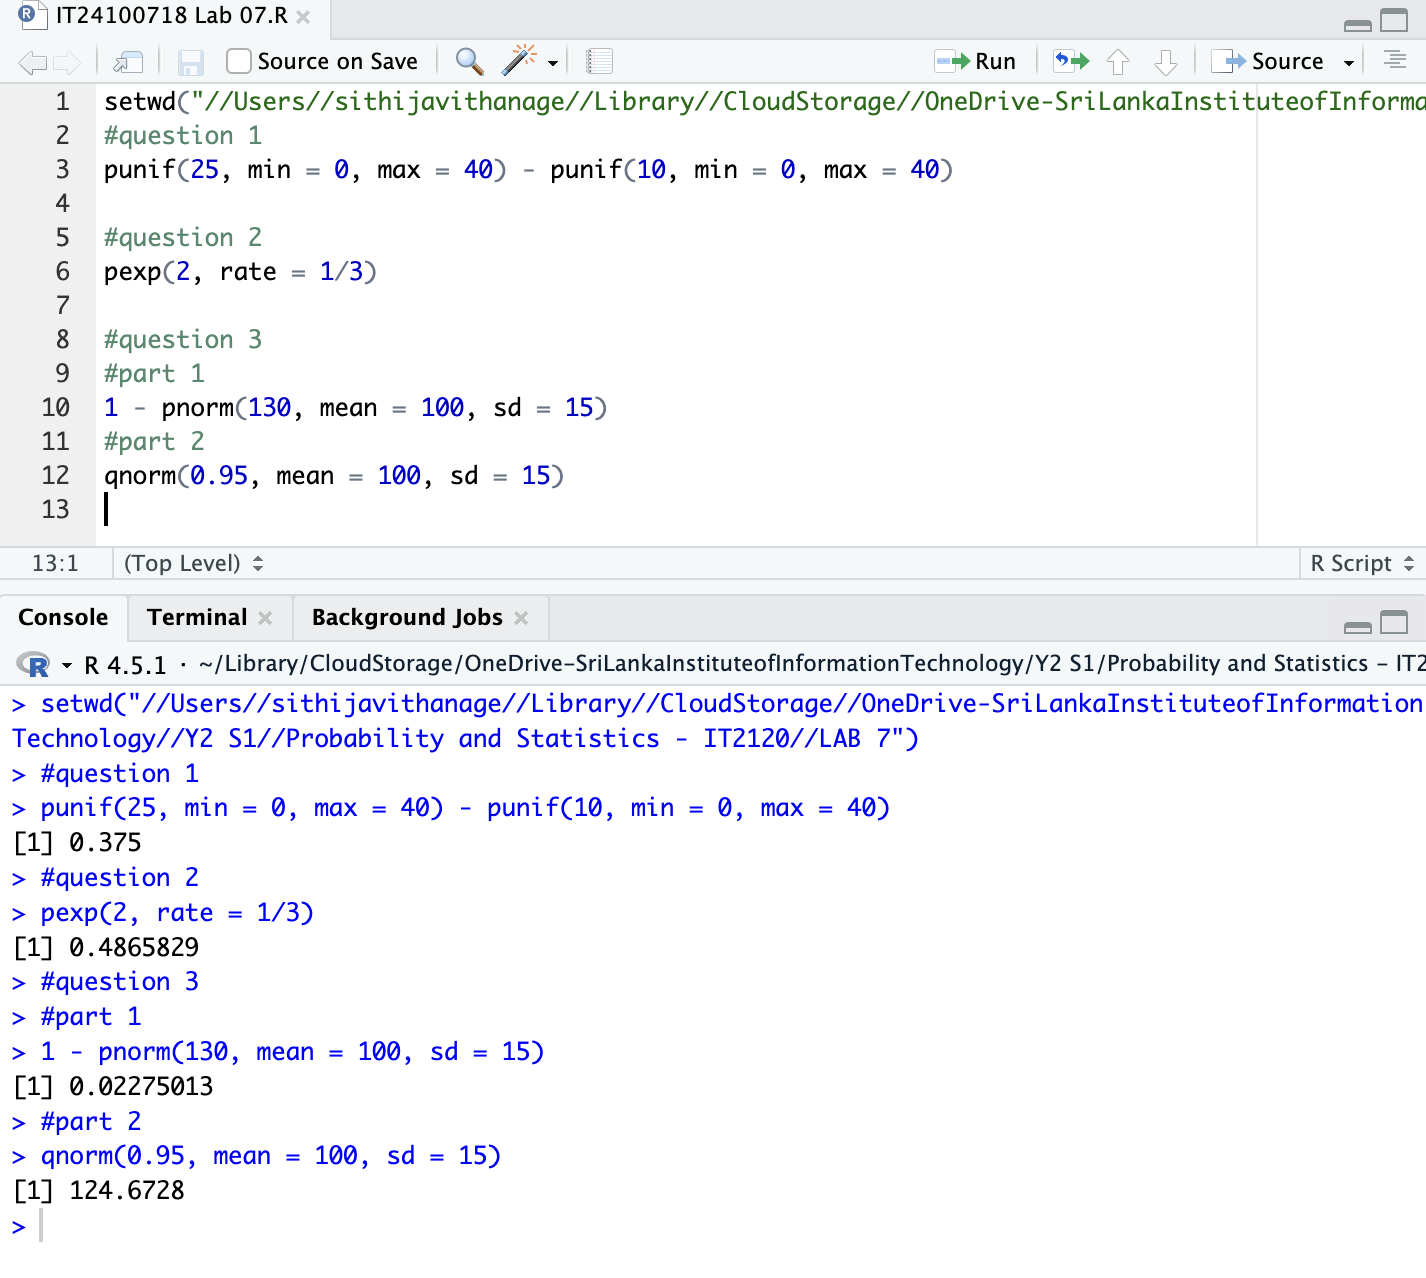 IT24100718 Lab 07.R
Source on Save
Run
Source
1 setwd("//Users//sithijavithanage//Library//CloudStorage//OneDrive-SriLankaInstituteofInforma
2 #question 1
3 punif(25, min = 0, max = 40) - punif(10, min = 0, max = 40)
4
5 #question 2
6 pexp(2, rate = 1/3)
7
8 #question 3
9 #part 1
10 1 - pnorm(130, mean = 100, sd = 15)
11 #part 2
12 qnorm(0.95, mean = 100, sd = 15)
13
13:1 (Top Level) R Script
Console Terminal Background Jobs
R 4.5.1 · ~/Library/CloudStorage/OneDrive-SriLankaInstituteofInformationTechnology/Y2 S1/Probability and Statistics - IT2
> setwd("//Users//sithijavithanage//Library//CloudStorage//OneDrive-SriLankaInstituteofInformation
Technology//Y2 S1//Probability and Statistics - IT2120//LAB 7")
> #question 1
> punif(25, min = 0, max = 40) - punif(10, min = 0, max = 40)
[1] 0.375
> #question 2
> pexp(2, rate = 1/3)
[1] 0.4865829
> #question 3
> #part 1
> 1 - pnorm(130, mean = 100, sd = 15)
[1] 0.02275013
> #part 2
> qnorm(0.95, mean = 100, sd = 15)
[1] 124.6728
>